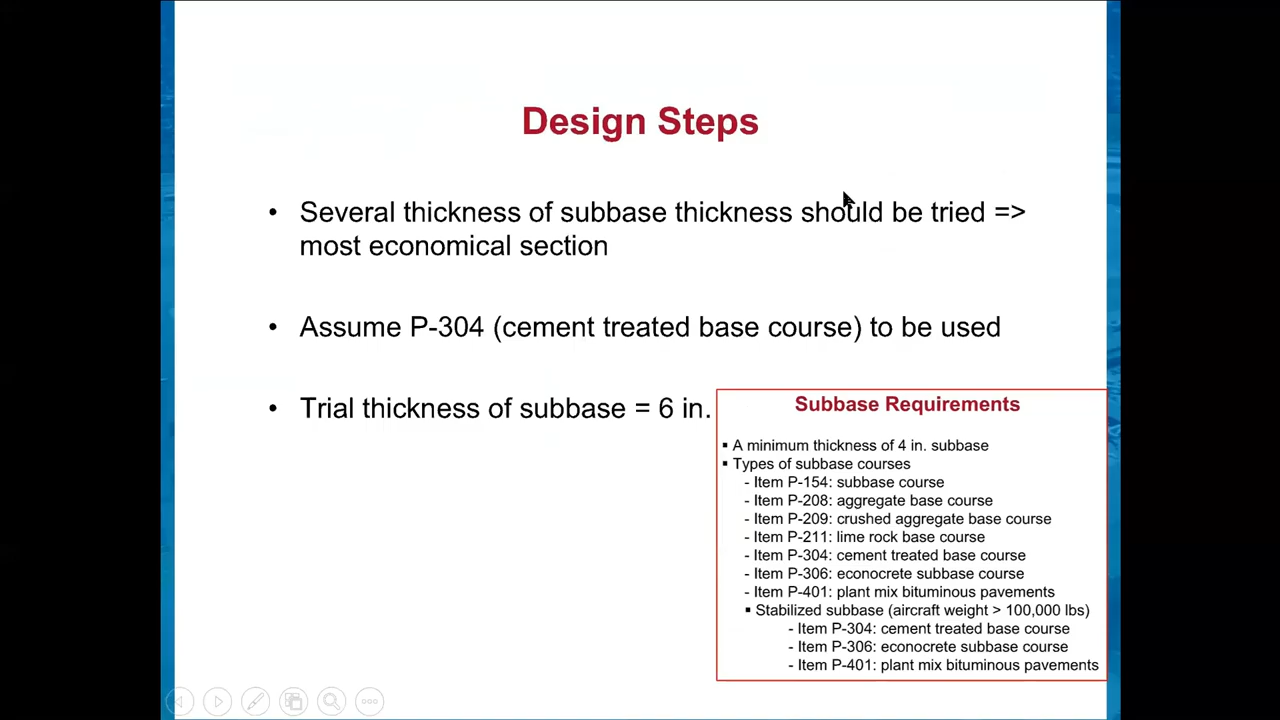 Design Steps
• Several thickness of subbase thickness should be tried =>
most economical section
• Assume P-304 (cement treated base course) to be used
• Trial thickness of subbase = 6 in.
Subbase Requirements
▪ A minimum thickness of 4 in. subbase
▪ Types of subbase courses
- Item P-154: subbase course
- Item P-208: aggregate base course
- Item P-209: crushed aggregate base course
- Item P-211: lime rock base course
- Item P-304: cement treated base course
- Item P-306: econocrete subbase course
- Item P-401: plant mix bituminous pavements
▪ Stabilized subbase (aircraft weight > 100,000 lbs)
- Item P-304: cement treated base course
- Item P-306: econocrete subbase course
- Item P-401: plant mix bituminous pavements